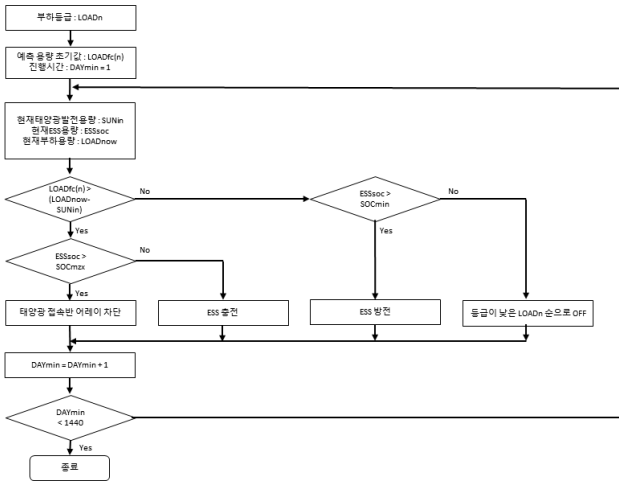 부하등급 : LOADn
예측 용량 초기값 : LOADfc(n)
진행시간 : DAYmin = 1
현재태양광발전용량 : SUNin
현재ESS용량 : ESSsoc
현재부하용량 : LOADnow
LOADfc(n) >
(LOADnow-
SUNin)
No
ESSsoc >
SOCmin
No
Yes
Yes
ESSsoc >
SOCmzx
No
Yes
태양광 접속반 어레이 차단
ESS 충전
ESS 방전
등급이 낮은 LOADn 순으로 OFF
DAYmin = DAYmin + 1
DAYmin
< 1440
Yes
종료